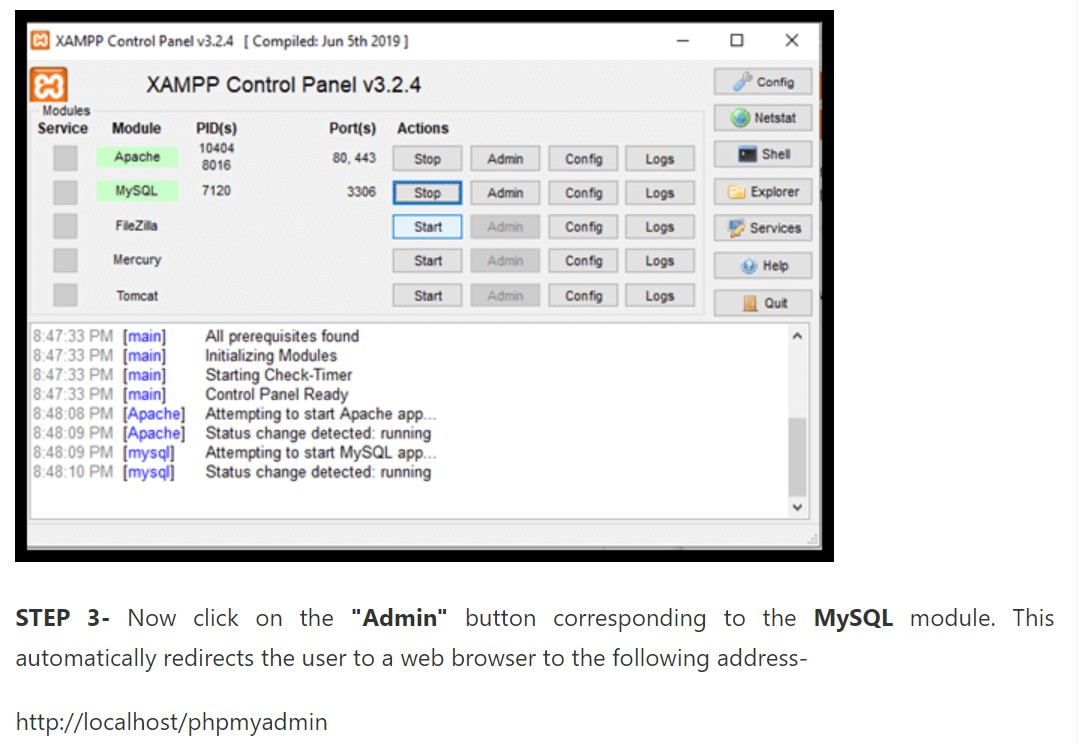 XAMPP Control Panel v3.2.4 [ Compiled: Jun 5th 2019 ]
XAMPP Control Panel v3.2.4
Config
Modules
Service Module PID(s) Port(s) Actions
Netstat
Apache 10404 8016 80, 443 Stop Admin Config Logs
Shell
MySQL 7120 3306 Stop Admin Config Logs
Explorer
FileZilla Start Admin Config Logs
Services
Mercury Start Admin Config Logs
Help
Tomcat Start Admin Config Logs
Quit
8:47:33 PM [main] All prerequisites found
8:47:33 PM [main] Initializing Modules
8:47:33 PM [main] Starting Check-Timer
8:47:33 PM [main] Control Panel Ready
8:48:08 PM [Apache] Attempting to start Apache app...
8:48:09 PM [Apache] Status change detected: running
8:48:09 PM [mysql] Attempting to start MySQL app...
8:48:10 PM [mysql] Status change detected: running
STEP 3- Now click on the "Admin" button corresponding to the MySQL module. This
automatically redirects the user to a web browser to the following address-
http://localhost/phpmyadmin